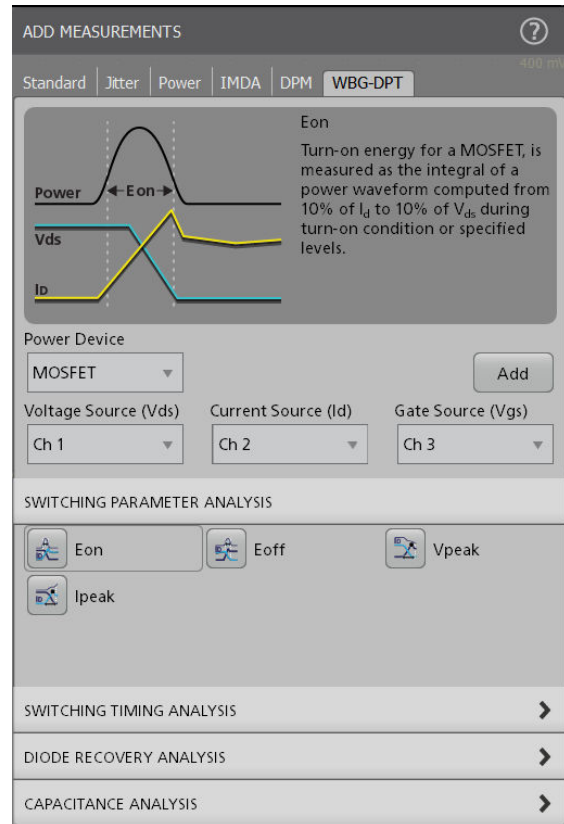 ADD MEASUREMENTS
?
400 mV
Standard Jitter Power IMDA DPM WBG-DPT
Eon
Turn-on energy for a MOSFET, is
measured as the integral of a
power waveform computed from
10% of Id to 10% of Vds during
turn-on condition or specified
levels.
Power
Eon
Vds
ID
Power Device
MOSFET
Add
Voltage Source (Vds) Current Source (Id) Gate Source (Vgs)
Ch 1 Ch 2 Ch 3
SWITCHING PARAMETER ANALYSIS
Eon Eoff Vpeak
Ipeak
SWITCHING TIMING ANALYSIS
DIODE RECOVERY ANALYSIS
CAPACITANCE ANALYSIS